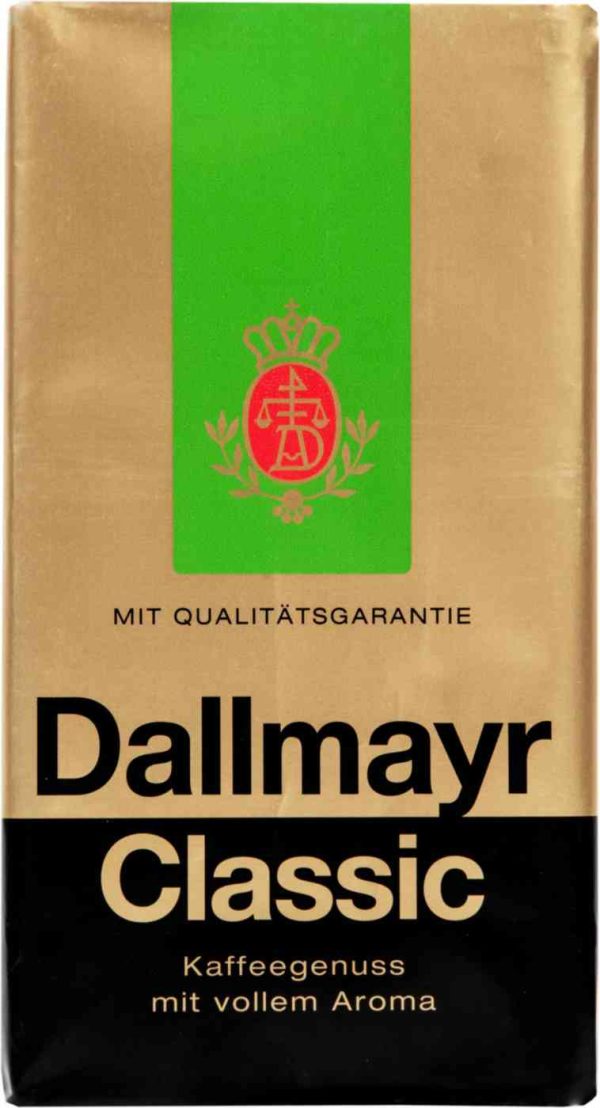 MIT QUALITÄTSGARANTIE
Dallmayr
Classic
Kaffeegenuss
mit vollem Aroma